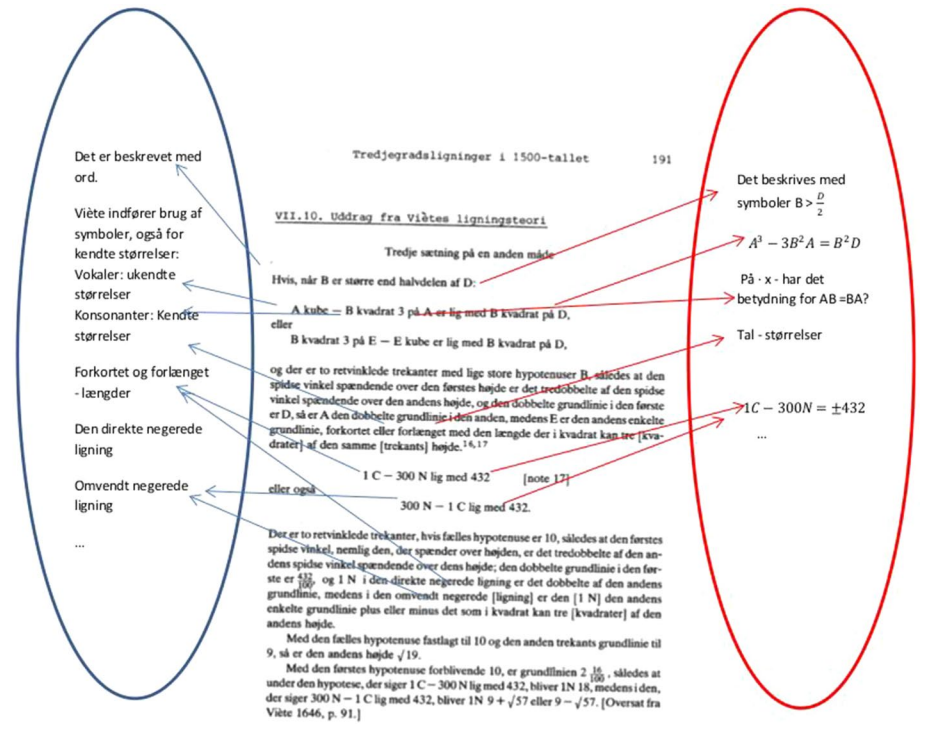 Det er beskrevet med
ord.
Viète indfører brug af
symboler, også for
kendte størrelser:
Vokaler: ukendte
størrelser
Konsonanter: Kendte
størrelser
Forkortet og forlænget
- længder
Den direkte negerede
ligning
Omvendt negerede
ligning
...
Tredjegradsligninger i 1500-tallet 191
VII.10. Uddrag fra Viètes ligningsteori
Tredje sætning på en anden måde
Hvis, når B er større end halvdelen af D:
A kube − B kvadrat 3 på A er lig med B kvadrat på D,
eller
B kvadrat 3 på E − E kube er lig med B kvadrat på D,
og der er to retvinklede trekanter med lige store hypotenuser B, således at den
spidse vinkel spændende over den førstes højde er det tredobbelte af den spidse
vinkel spændende over den andens højde, og den dobbelte grundlinie i den første
er D, så er A den dobbelte grundlinie i den anden, medens E er den andens enkelte
grundlinie, forkortet eller forlænget med den længde der i kvadrat kan tre [kva-
drater] af den samme [trekants] højde.16,17
1 C − 300 N lig med 432 [note 17]
eller også
300 N − 1 C lig med 432.
Der er to retvinklede trekanter, hvis fælles hypotenuse er 10, således at den førstes
spidse vinkel, nemlig den, der spænder over højden, er det tredobbelte af den an-
dens spidse vinkel spændende over dens højde; den dobbelte grundlinie i den før-
ste er 432/100, og 1 N i den direkte negerede ligning er det dobbelte af den andens
grundlinie, medens i den omvendt negerede [ligning] er den [1 N] den andens
enkelte grundlinie plus eller minus det som i kvadrat kan tre [kvadrater] af den
andens højde.
Med den fælles hypotenuse fastlagt til 10 og den anden trekants grundlinie til
9, så er den andens højde √19.
Med den førstes hypotenuse forblivende 10, er grundlinien 2 16/100, således at
under den hypotese, der siger 1 C − 300 N lig med 432, bliver 1N 18, medens i den,
der siger 300 N − 1 C lig med 432, bliver 1N 9 + √57 eller 9 − √57. [Oversat fra
Viète 1646, p. 91.]
Det beskrives med
symboler B > D/2
A³ − 3B²A = B²D
På · x - har det
betydning for AB =BA?
Tal - størrelser
1C − 300N = ±432
...